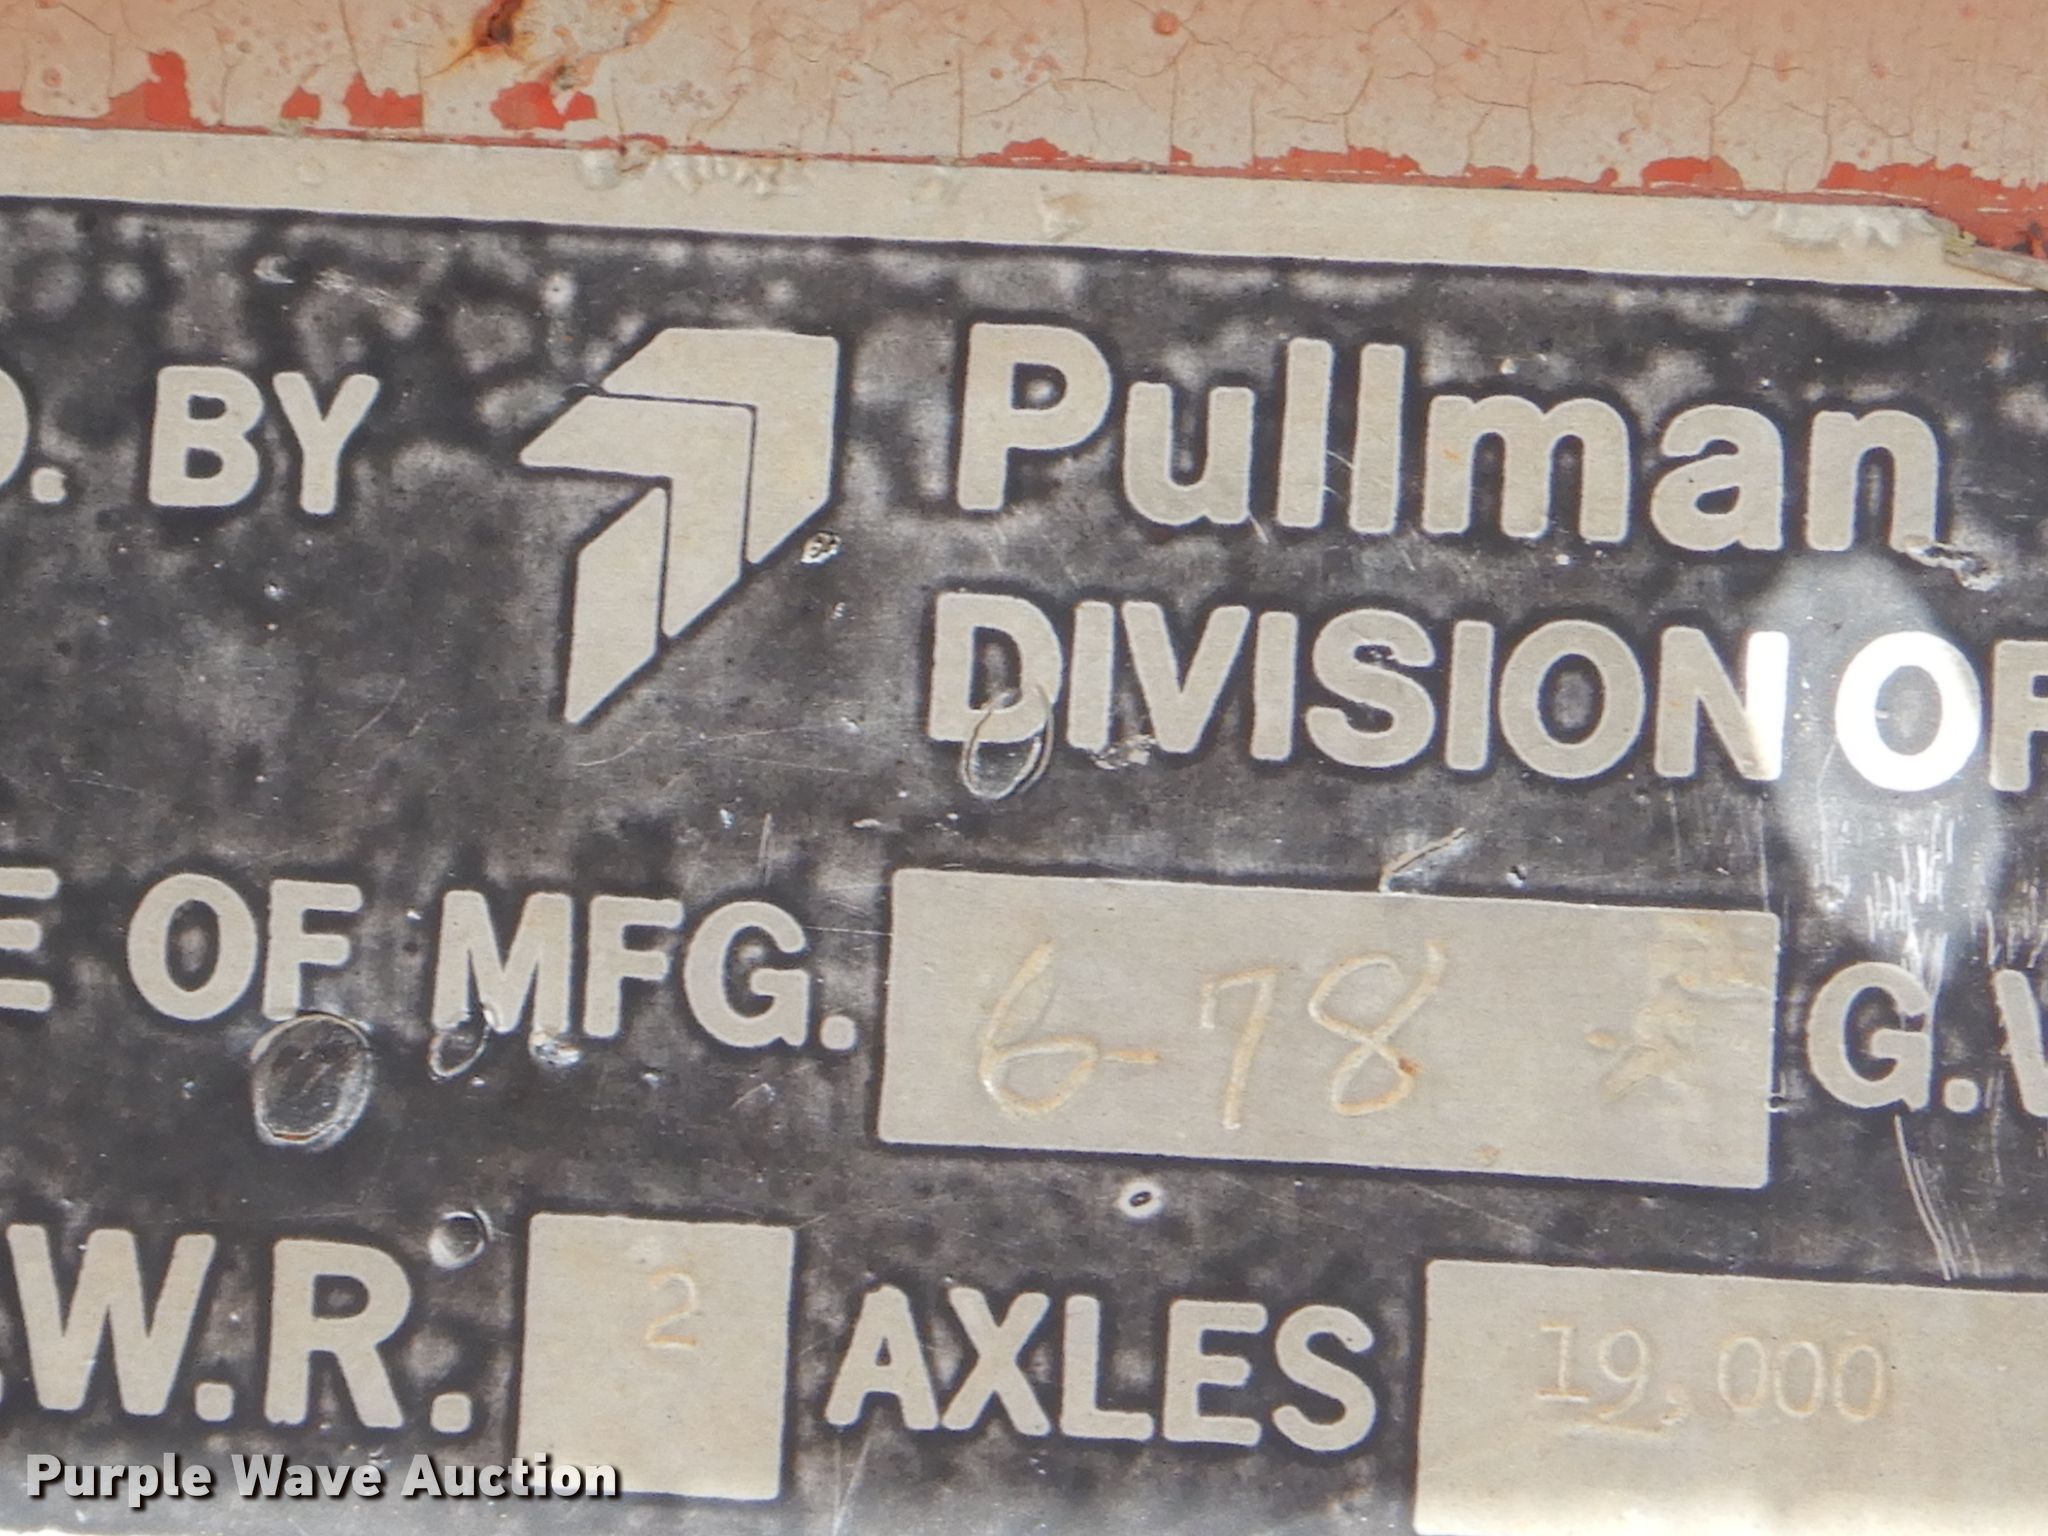 D. BY Pullman
DIVISION OF
E OF MFG. 6-78 G.V
.W.R. 2 AXLES 19,000
Purple Wave Auction